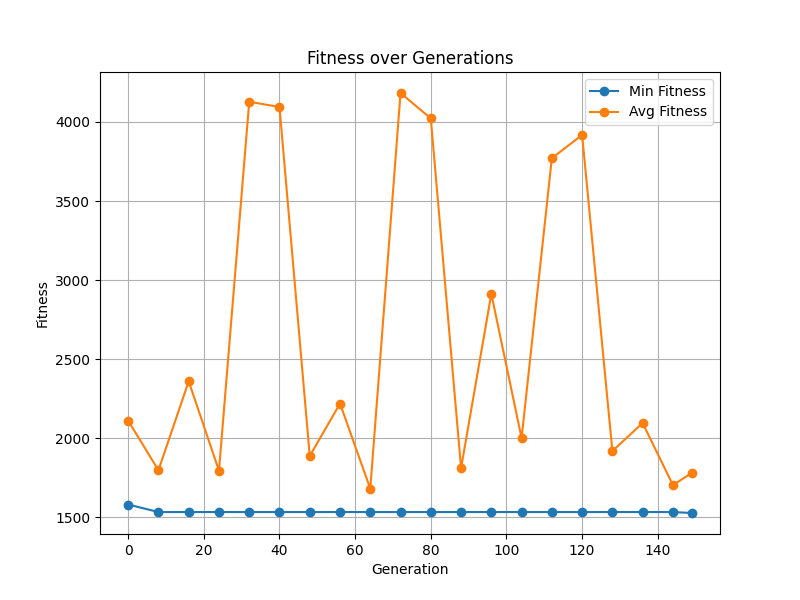 Fitness over Generations
Min Fitness
Avg Fitness
4000
3500
3000
2500
2000
1500
Fitness
0 20 40 60 80 100 120 140
Generation